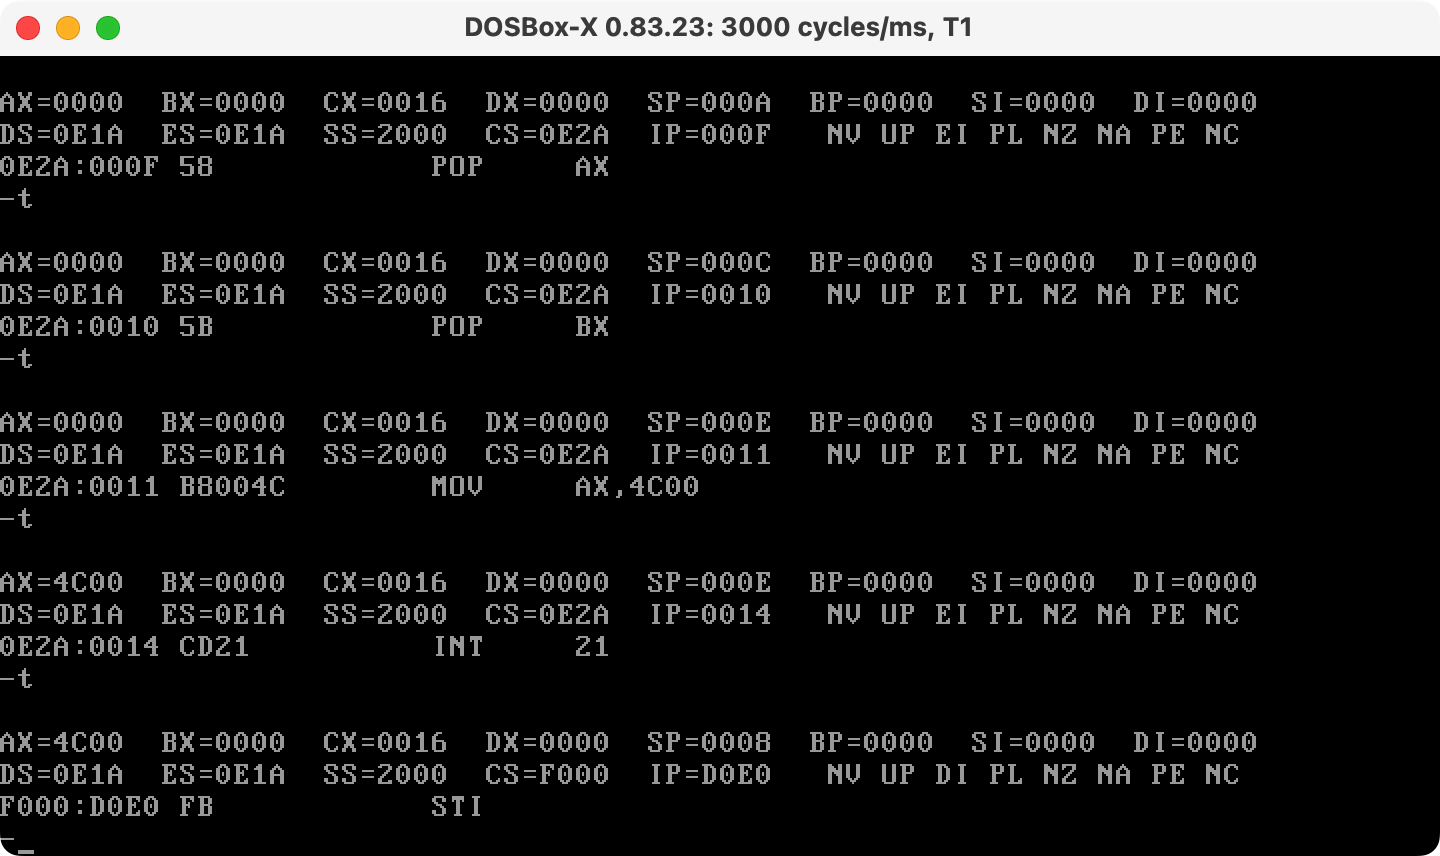 DOSBox-X 0.83.23: 3000 cycles/ms, T1
AX=0000  BX=0000  CX=0016  DX=0000  SP=000A  BP=0000  SI=0000  DI=0000
DS=0E1A  ES=0E1A  SS=2000  CS=0E2A  IP=000F   NV UP EI PL NZ NA PE NC
0E2A:000F 58            POP     AX
-t
AX=0000  BX=0000  CX=0016  DX=0000  SP=000C  BP=0000  SI=0000  DI=0000
DS=0E1A  ES=0E1A  SS=2000  CS=0E2A  IP=0010   NV UP EI PL NZ NA PE NC
0E2A:0010 5B            POP     BX
-t
AX=0000  BX=0000  CX=0016  DX=0000  SP=000E  BP=0000  SI=0000  DI=0000
DS=0E1A  ES=0E1A  SS=2000  CS=0E2A  IP=0011   NV UP EI PL NZ NA PE NC
0E2A:0011 B8004C        MOV     AX,4C00
-t
AX=4C00  BX=0000  CX=0016  DX=0000  SP=000E  BP=0000  SI=0000  DI=0000
DS=0E1A  ES=0E1A  SS=2000  CS=0E2A  IP=0014   NV UP EI PL NZ NA PE NC
0E2A:0014 CD21          INT     21
-t
AX=4C00  BX=0000  CX=0016  DX=0000  SP=0008  BP=0000  SI=0000  DI=0000
DS=0E1A  ES=0E1A  SS=2000  CS=F000  IP=D0E0   NV UP DI PL NZ NA PE NC
F000:D0E0 FB            STI
-_